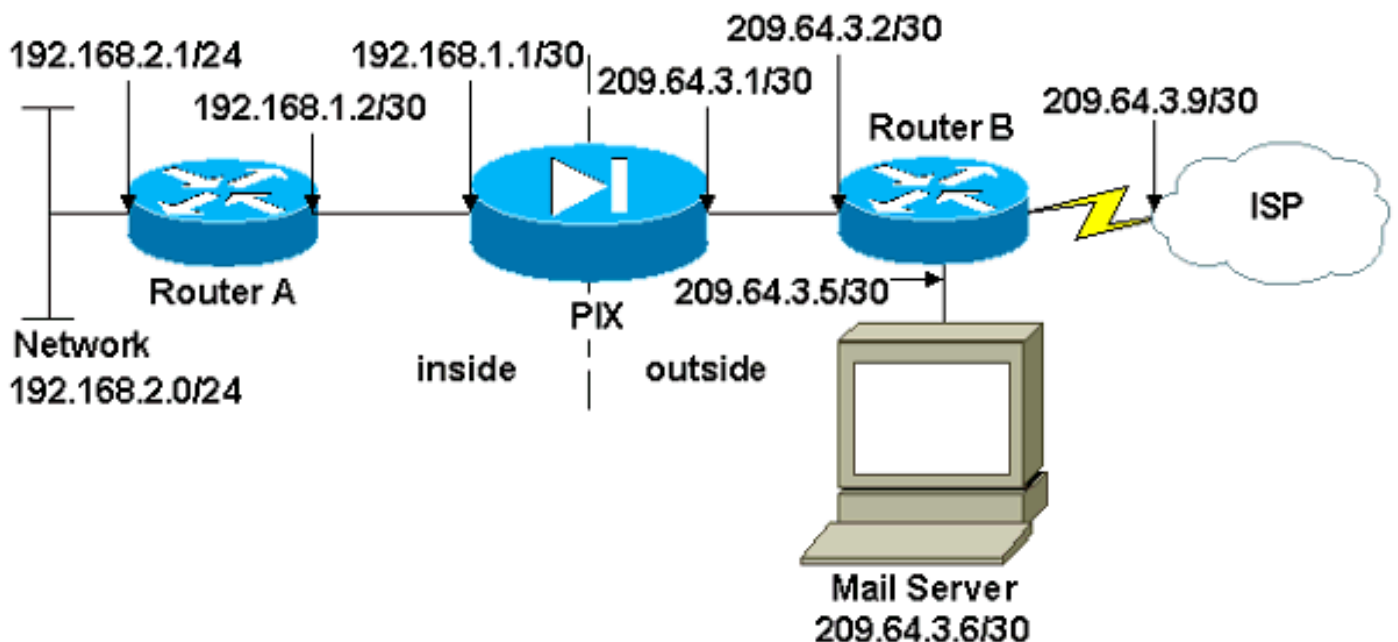 209.64.3.2/30
192.168.2.1/24
192.168.1.1/30
209.64.3.1/30
209.64.3.9/30
192.168.1.2/30
Router B
ISP
Router A
209.64.3.5/30
PIX
Network
192.168.2.0/24
inside
outside
Mail Server
209.64.3.6/30